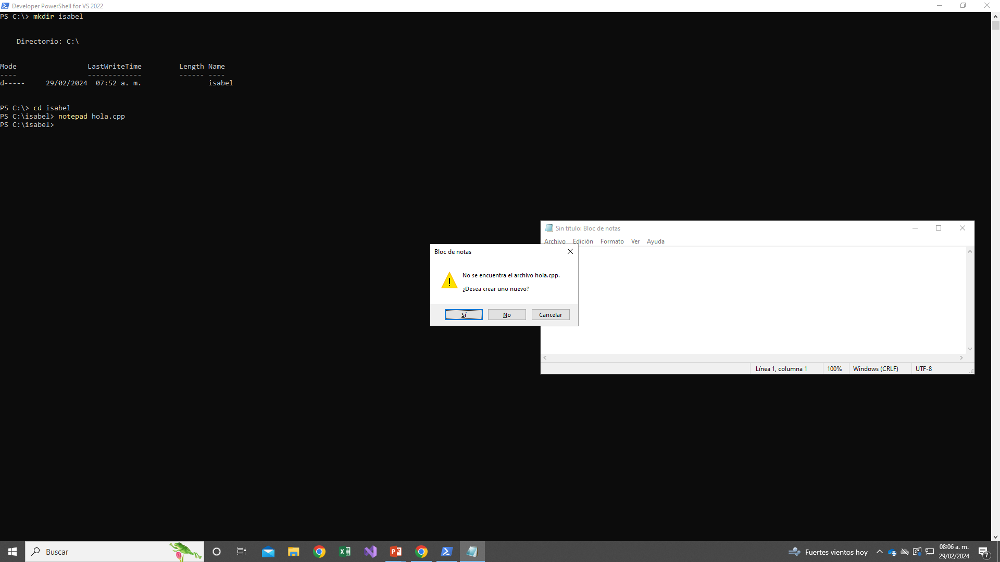 Developer PowerShell for VS 2022
PS C:\> mkdir isabel
Directorio: C:\
Mode                 LastWriteTime         Length Name
----                 -------------         ------ ----
d-----     29/02/2024  07:52 a. m.                isabel
PS C:\> cd isabel
PS C:\isabel> notepad hola.cpp
PS C:\isabel>
Sin título: Bloc de notas
Archivo Edición Formato Ver Ayuda
Bloc de notas
No se encuentra el archivo hola.cpp.
¿Desea crear uno nuevo?
Sí No Cancelar
Línea 1, columna 1 100% Windows (CRLF) UTF-8
Buscar
Fuertes vientos hoy
08:06 a. m.
29/02/2024
7